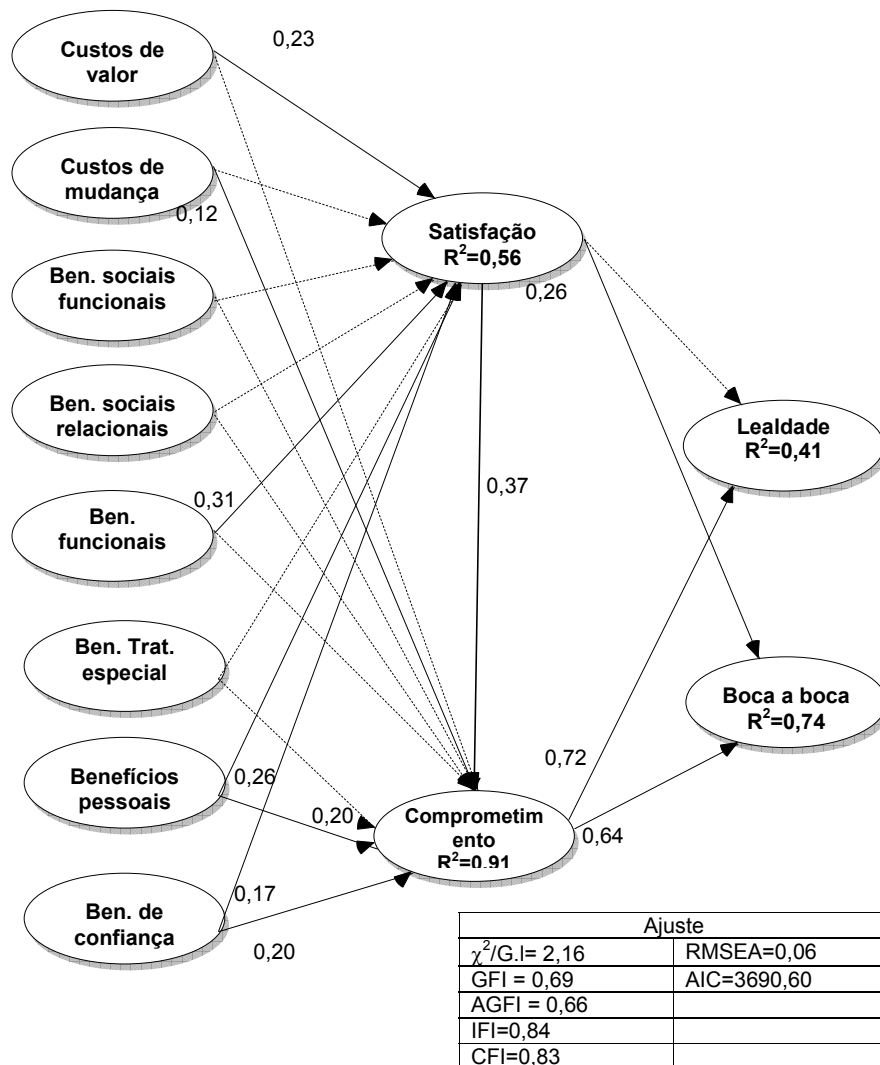 0,23
Custos de
valor
Custos de
mudança
0,12
Satisfação
R²=0,56
0,26
Ben. sociais
funcionais
Ben. sociais
relacionais
Lealdade
R²=0,41
0,31
0,37
Ben.
funcionais
Ben. Trat.
especial
Boca a boca
R²=0,74
0,72
Benefícios
pessoais
0,26
0,20
Comprometim
ento
R²=0,91
0,64
0,17
Ben. de
confiança
0,20
Ajuste
χ²/G.l= 2,16 RMSEA=0,06
GFI = 0,69 AIC=3690,60
AGFI = 0,66
IFI=0,84
CFI=0,83